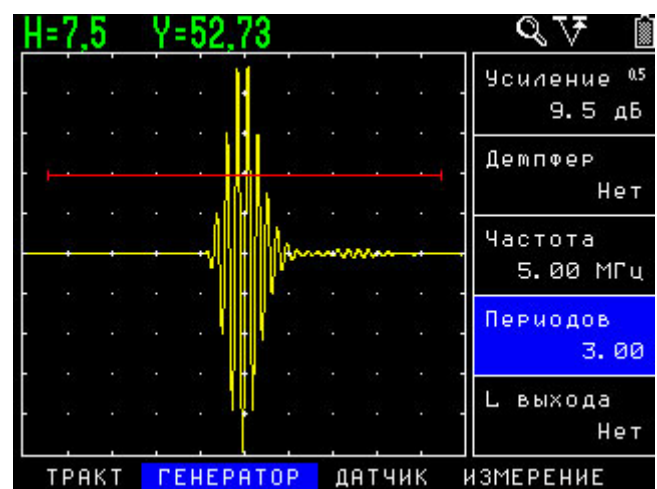 H=7,5 Y=52,73
Усиление 0.5
9.5 дБ
Демпфер
Нет
Частота
5.00 МГц
Периодов
3.00
L выхода
Нет
ТРАКТ ГЕНЕРАТОР ДАТЧИК ИЗМЕРЕНИЕ